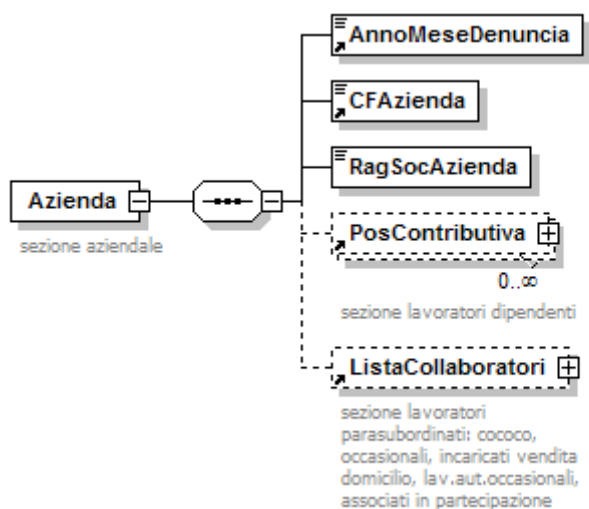 AnnoMeseDenuncia
CFAzienda
RagSocAzienda
Azienda
sezione aziendale
PosContributiva
0..∞
sezione lavoratori dipendenti
ListaCollaboratori
sezione lavoratori
parasubordinati: cococo,
occasionali, incaricati vendita
domicilio, lav.aut.occasionali,
associati in partecipazione